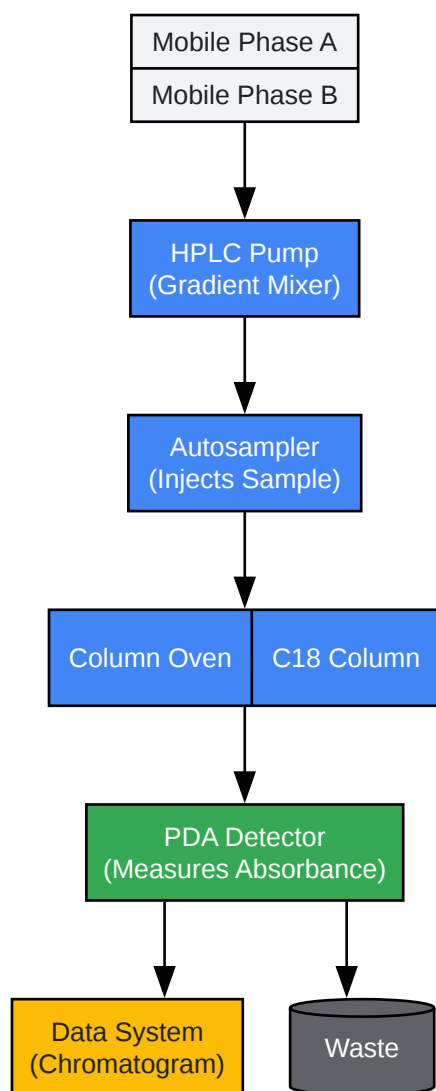 Mobile Phase A
Mobile Phase B
HPLC Pump
(Gradient Mixer)
Autosampler
(Injects Sample)
Column Oven
C18 Column
PDA Detector
(Measures Absorbance)
Data System
(Chromatogram)
Waste